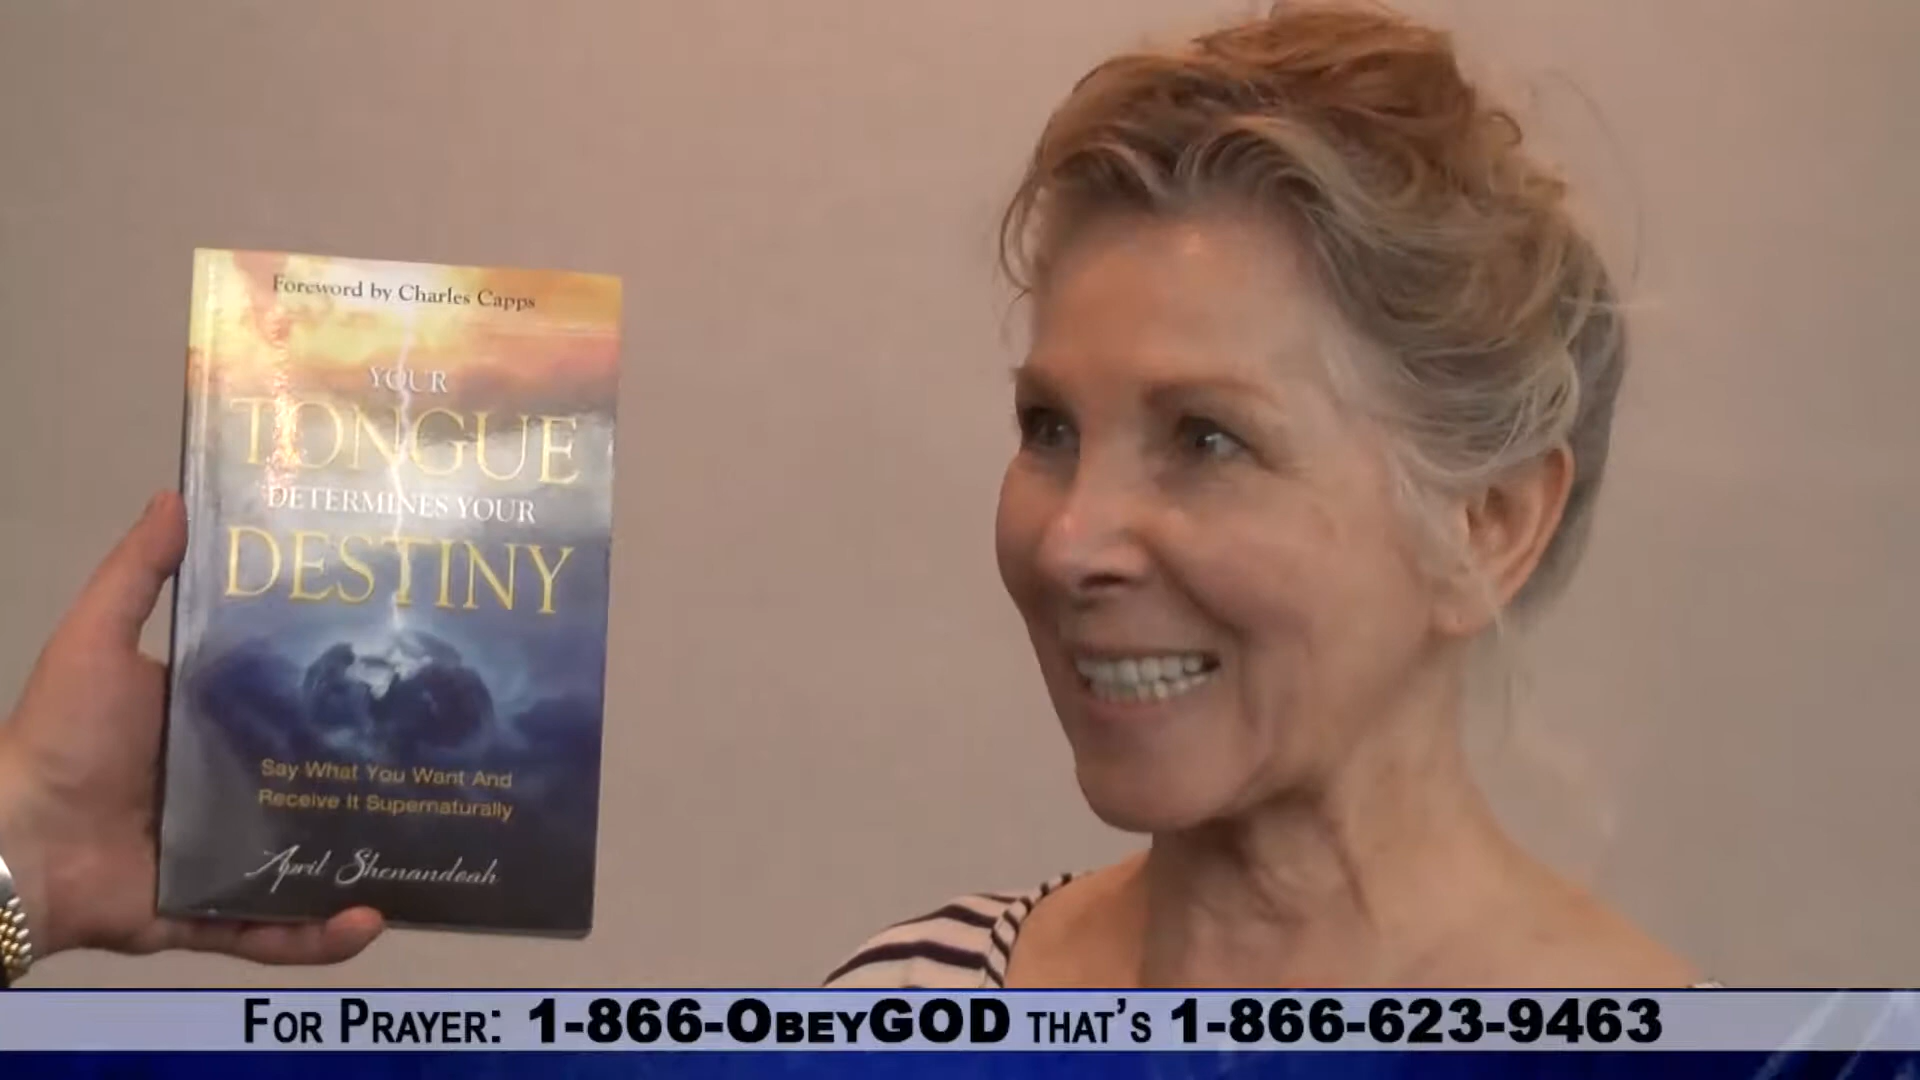 Foreword by Charles Capps
YOUR
TONGUE
DETERMINES YOUR
DESTINY
Say What You Want And
Receive It Supernaturally
April Shenandoah
FOR PRAYER: 1-866-OBEYGOD THAT'S 1-866-623-9463